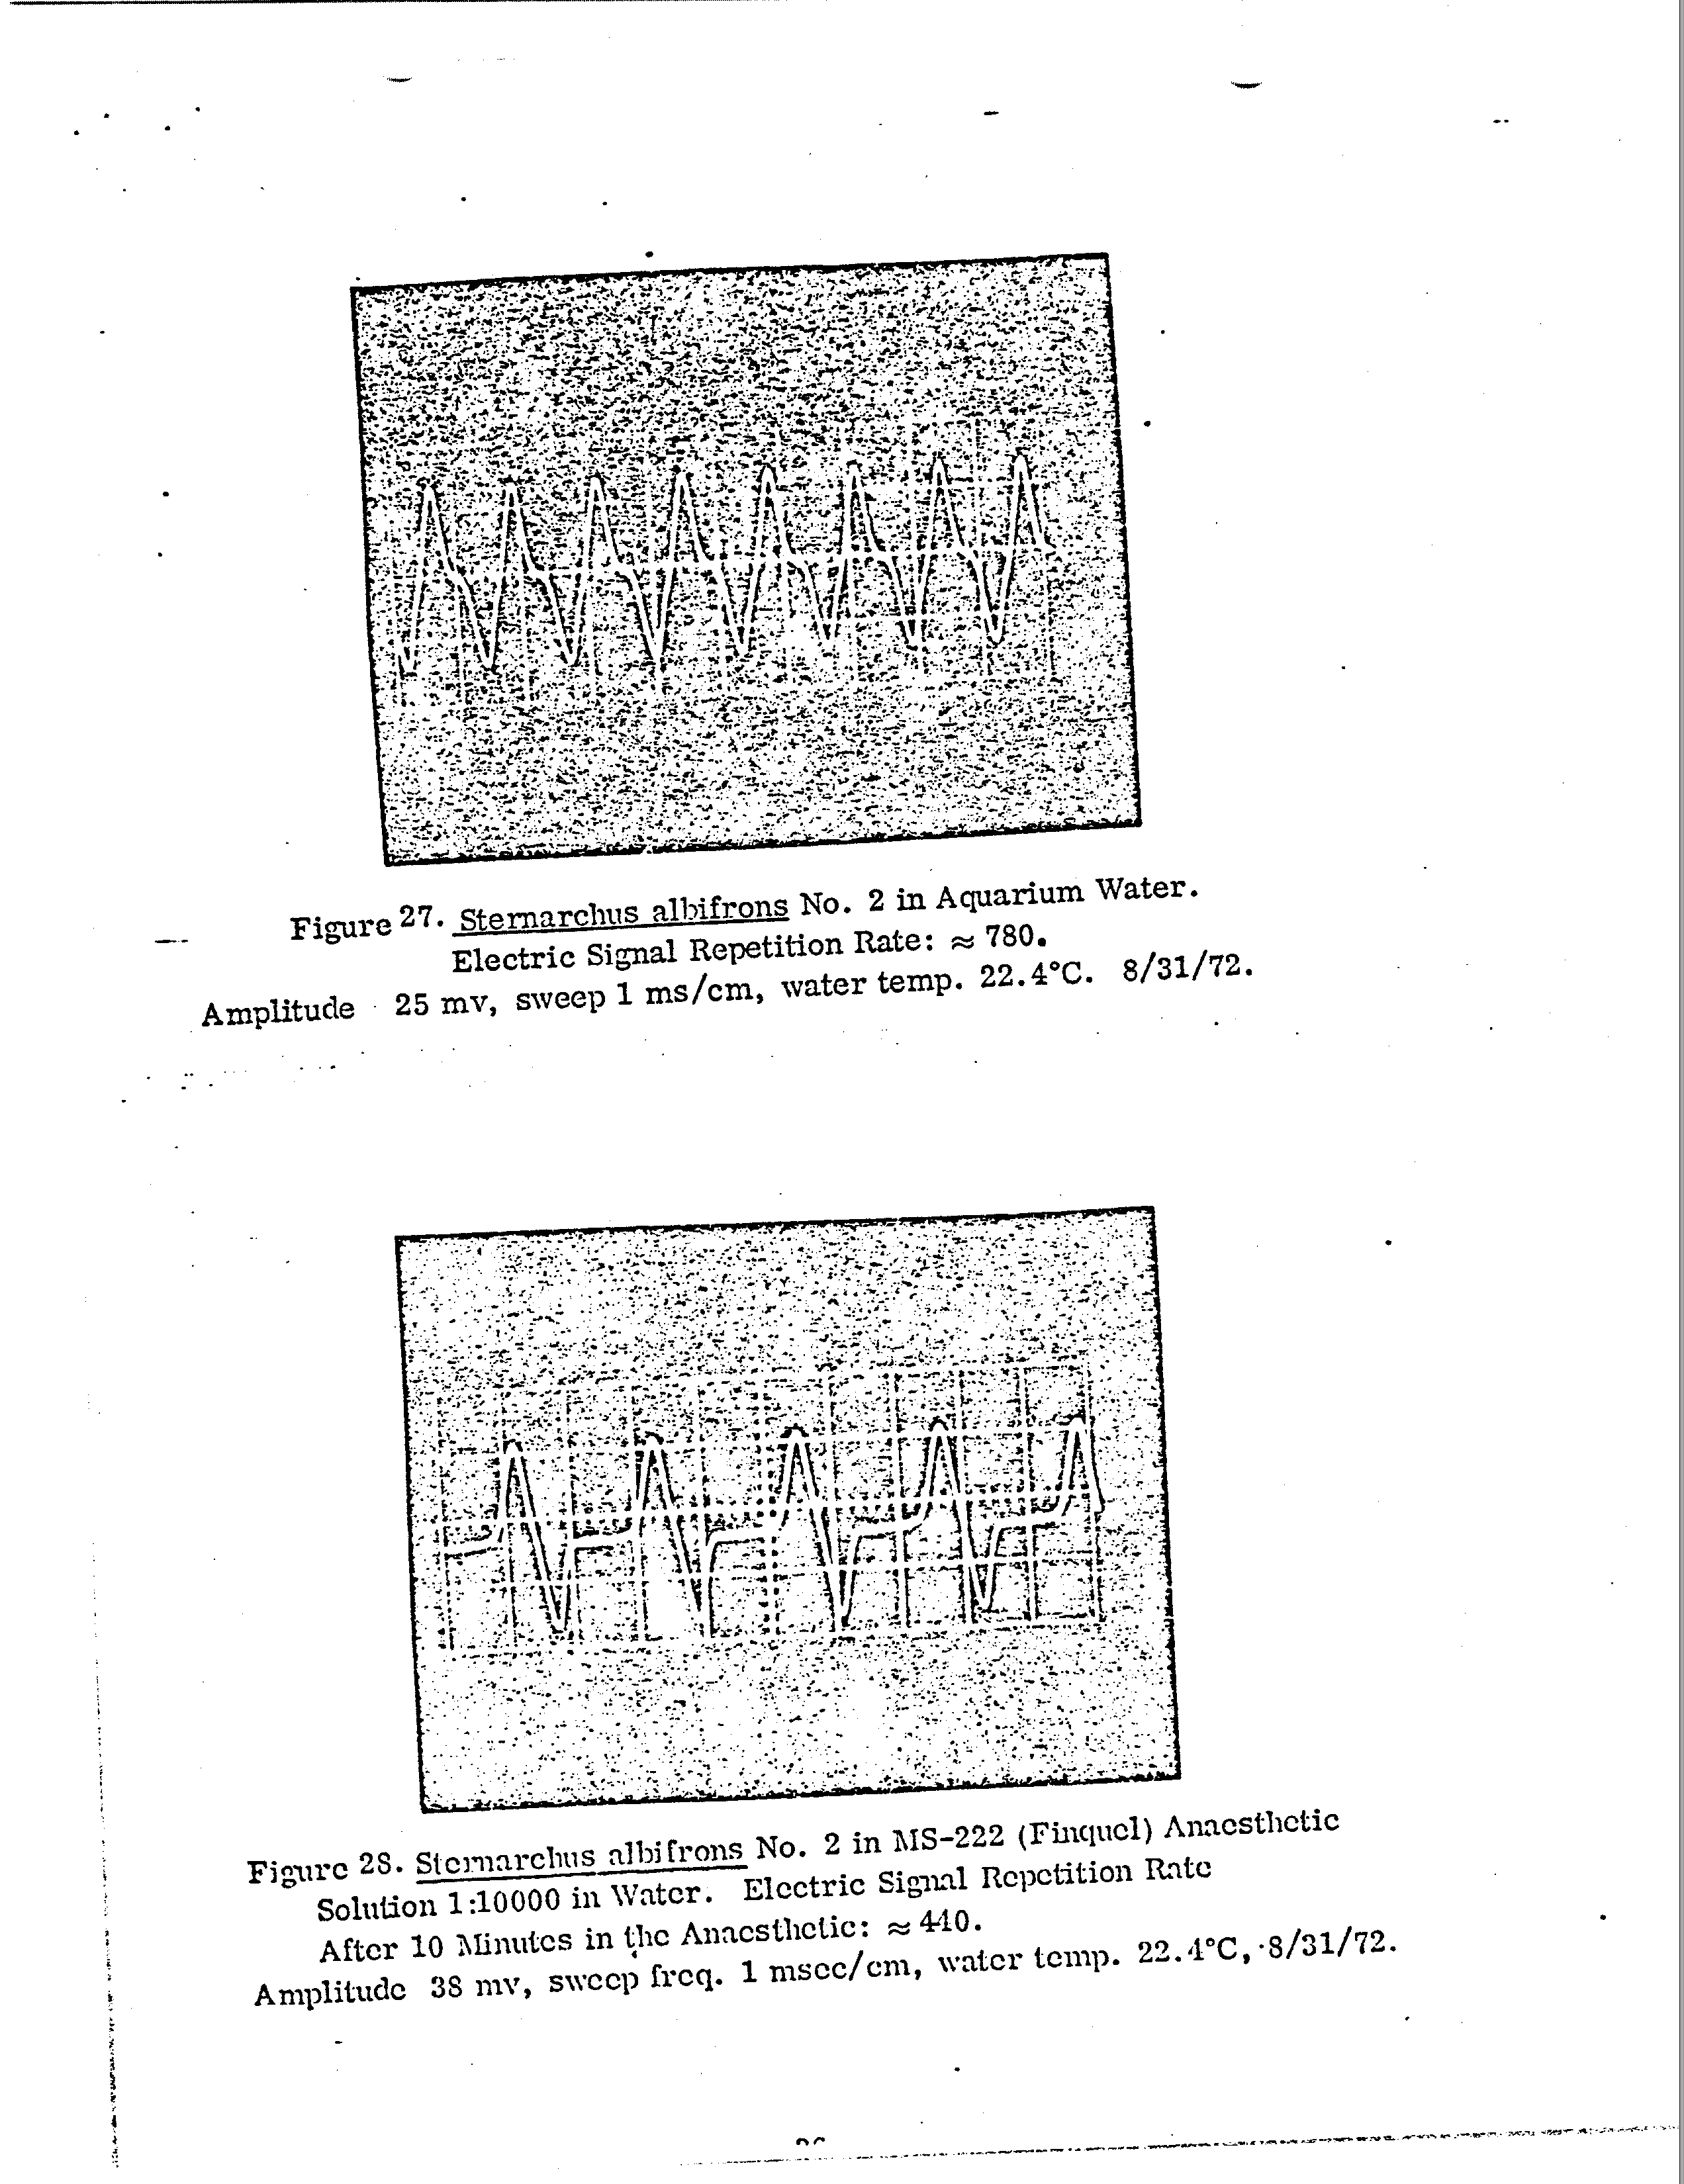 Figure 27. Sternarchus albifrons No. 2 in Aquarium Water.
Electric Signal Repetition Rate: ≈ 780.
Amplitude 25 mv, sweep 1 ms/cm, water temp. 22.4°C. 8/31/72.
Figure 28. Sternarchus albifrons No. 2 in MS-222 (Finquel) Anaesthetic
Solution 1:10000 in Water. Electric Signal Repetition Rate
After 10 Minutes in the Anaesthetic: ≈ 440.
Amplitude 38 mv, sweep freq. 1 msec/cm, water temp. 22.4°C, 8/31/72.